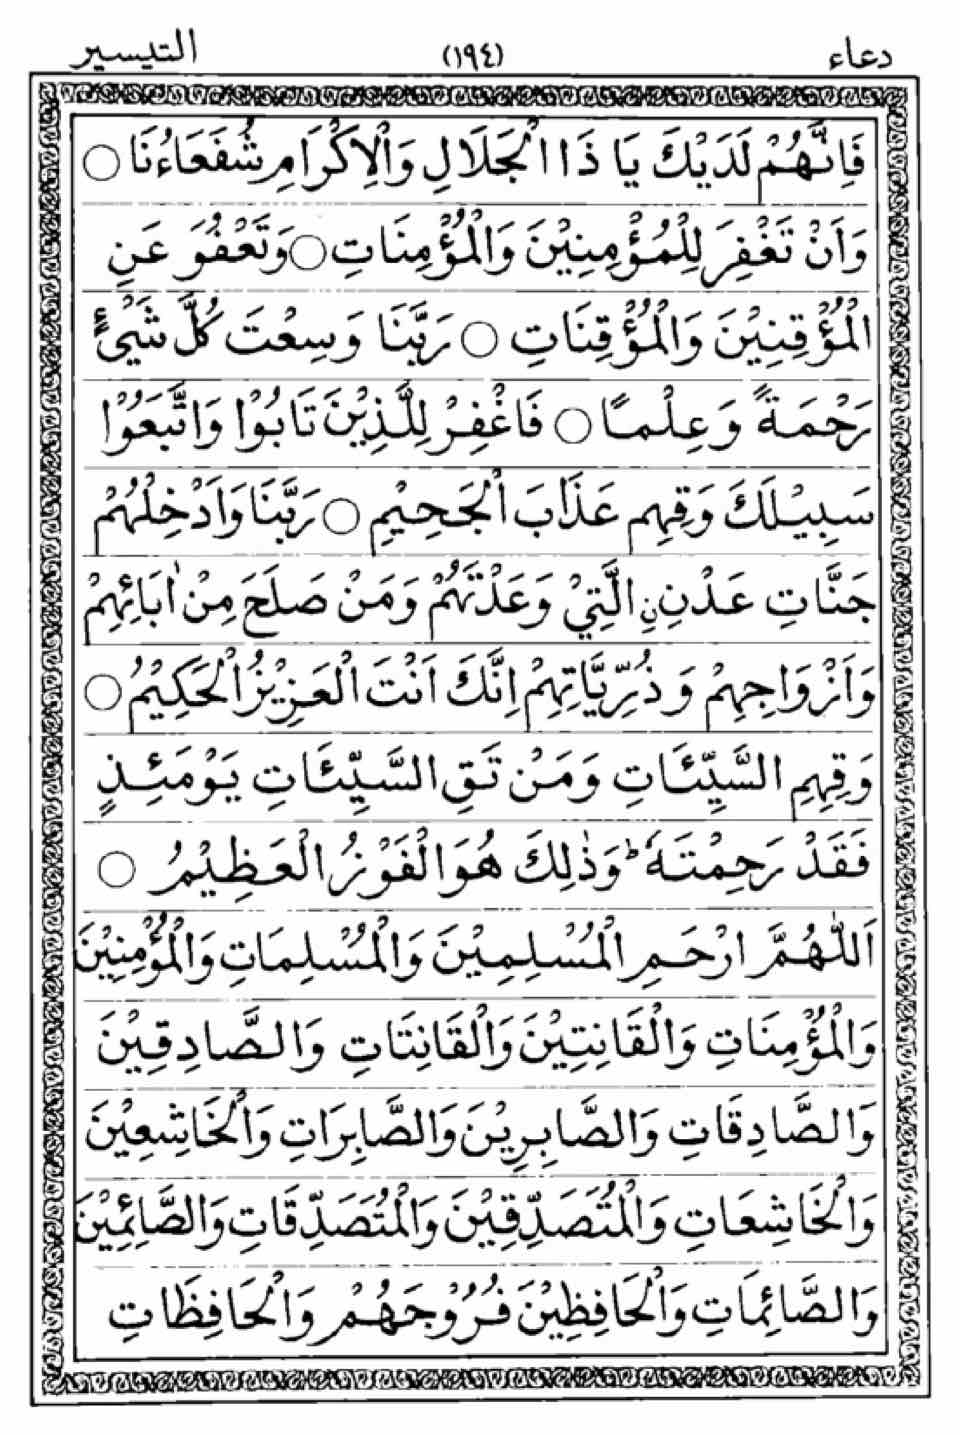 دعاء (١٩٤) التيسير
فَاِنَّهُمْ لَدَيْكَ يَا ذَا الْجَلَالِ وَالْاِكْرَامِ شُفَعَاءُنَا ○
وَاَنْ تَغْفِرَ لِلْمُؤْمِنِيْنَ وَالْمُؤْمِنَاتِ ○ وَتَعْفُوَ عَنِ
الْمُؤْقِنِيْنَ وَالْمُؤْقِنَاتِ ○ رَبَّنَا وَسِعْتَ كُلَّ شَيْئٍ
رَحْمَةً وَعِلْمًا ○ فَاغْفِرْ لِلَّذِيْنَ تَابُوْا وَاتَّبَعُوْا
سَبِيْلَكَ وَقِهِم عَذَابَ الْجَحِيْمِ ○ رَبَّنَا وَاَدْخِلْهُمْ
جَنَّاتِ عَدْنِ نِ الَّتِيْ وَعَدْتَهُمْ وَمَنْ صَلَحَ مِنْ اٰبَائِهِمْ
وَاَزْوَاجِهِمْ وَذُرِّيَّاتِهِمْ اِنَّكَ اَنْتَ الْعَزِيْزُ الْحَكِيْمُ ○
وَقِهِمِ السَّيِّئَاتِ وَمَنْ تَقِ السَّيِّئَاتِ يَوْمَئِذٍ
فَقَدْ رَحِمْتَهٗ ؕ وَذٰلِكَ هُوَ الْفَوْزُ الْعَظِيْمُ ○
اَللّٰهُمَّ ارْحَمِ الْمُسْلِمِيْنَ وَالْمُسْلِمَاتِ وَالْمُؤْمِنِيْنَ
وَالْمُؤْمِنَاتِ وَالْقَانِتِيْنَ وَالْقَانِتَاتِ وَالصَّادِقِيْنَ
وَالصَّادِقَاتِ وَالصَّابِرِيْنَ وَالصَّابِرَاتِ وَالْخَاشِعِيْنَ
وَالْخَاشِعَاتِ وَالْمُتَصَدِّقِيْنَ وَالْمُتَصَدِّقَاتِ وَالصَّائِمِيْنَ
وَالصَّائِمَاتِ وَالْحَافِظِيْنَ فُرُوْجَهُمْ وَالْحَافِظَاتِ